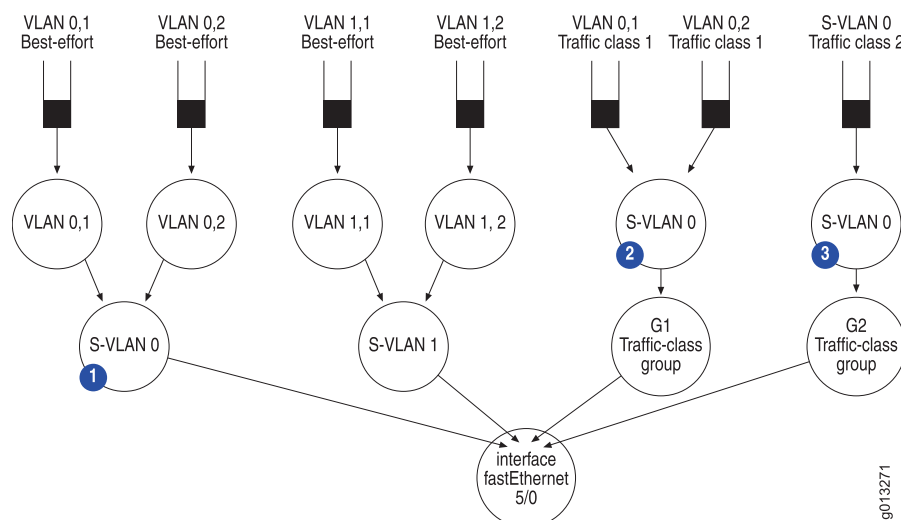 VLAN 0,1
Best-effort
VLAN 0,2
Best-effort
VLAN 1,1
Best-effort
VLAN 1,2
Best-effort
VLAN 0,1
Traffic class 1
VLAN 0,2
Traffic class 1
S-VLAN 0
Traffic class 2
VLAN 0,1
VLAN 0,2
VLAN 1,1
VLAN 1, 2
S-VLAN 0
2
S-VLAN 0
3
S-VLAN 0
1
S-VLAN 1
G1
Traffic-class
group
G2
Traffic-class
group
interface
fastEthernet
5/0
g013271